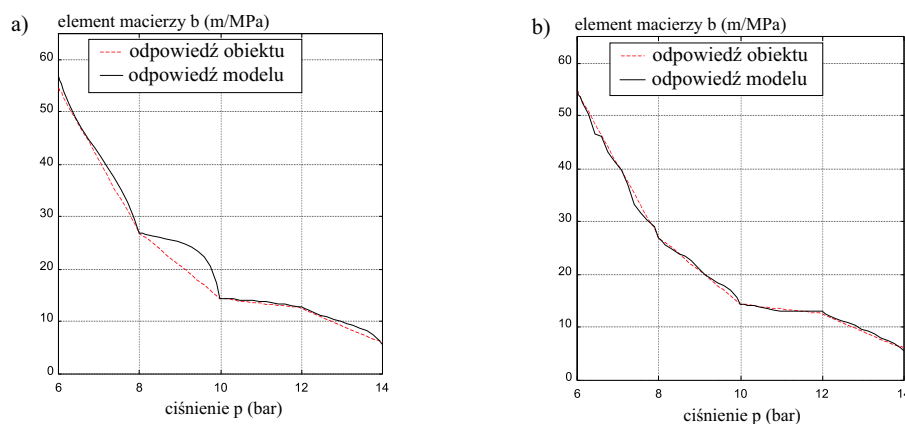 a)
element macierzy b (m/MPa)
odpowiedź obiektu
odpowiedź modelu
60
50
40
30
20
10
0
6 8 10 12 14
ciśnienie p (bar)
b)
element macierzy b (m/MPa)
odpowiedź obiektu
odpowiedź modelu
60
50
40
30
20
10
0
6 8 10 12 14
ciśnienie p (bar)